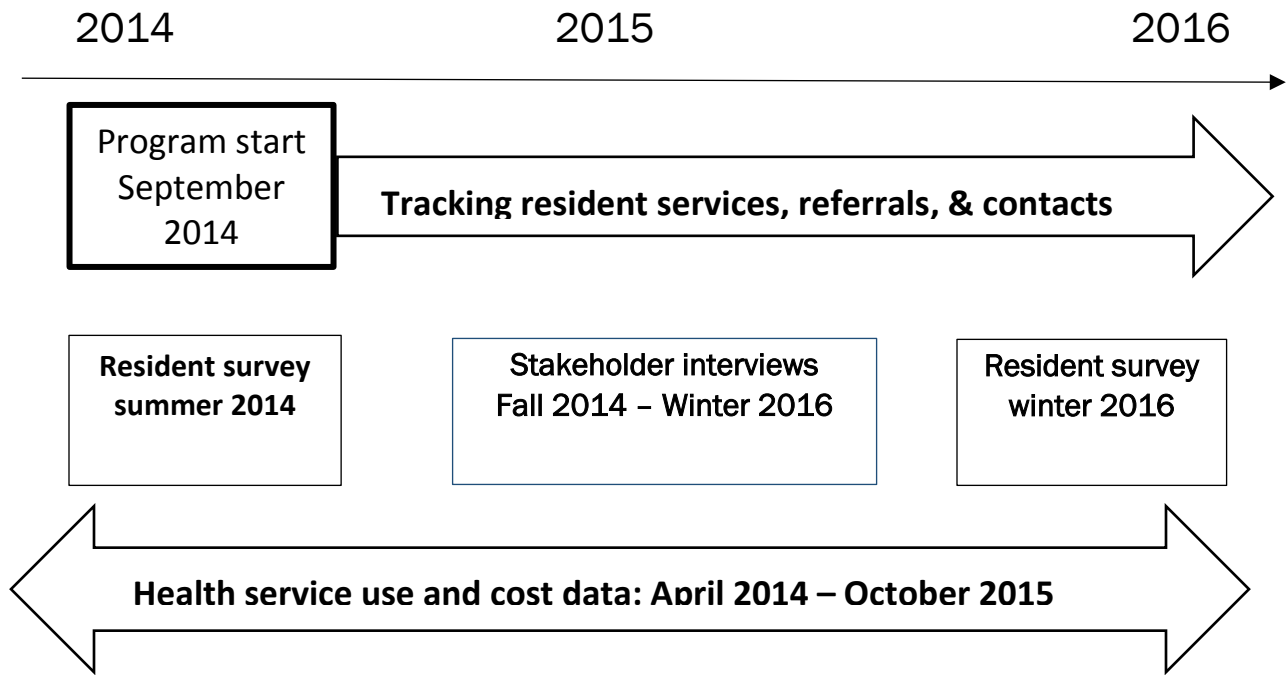 2014 2015 2016
Program start
September
2014
Tracking resident services, referrals, & contacts
Resident survey
summer 2014
Stakeholder interviews
Fall 2014 – Winter 2016
Resident survey
winter 2016
Health service use and cost data: April 2014 – October 2015